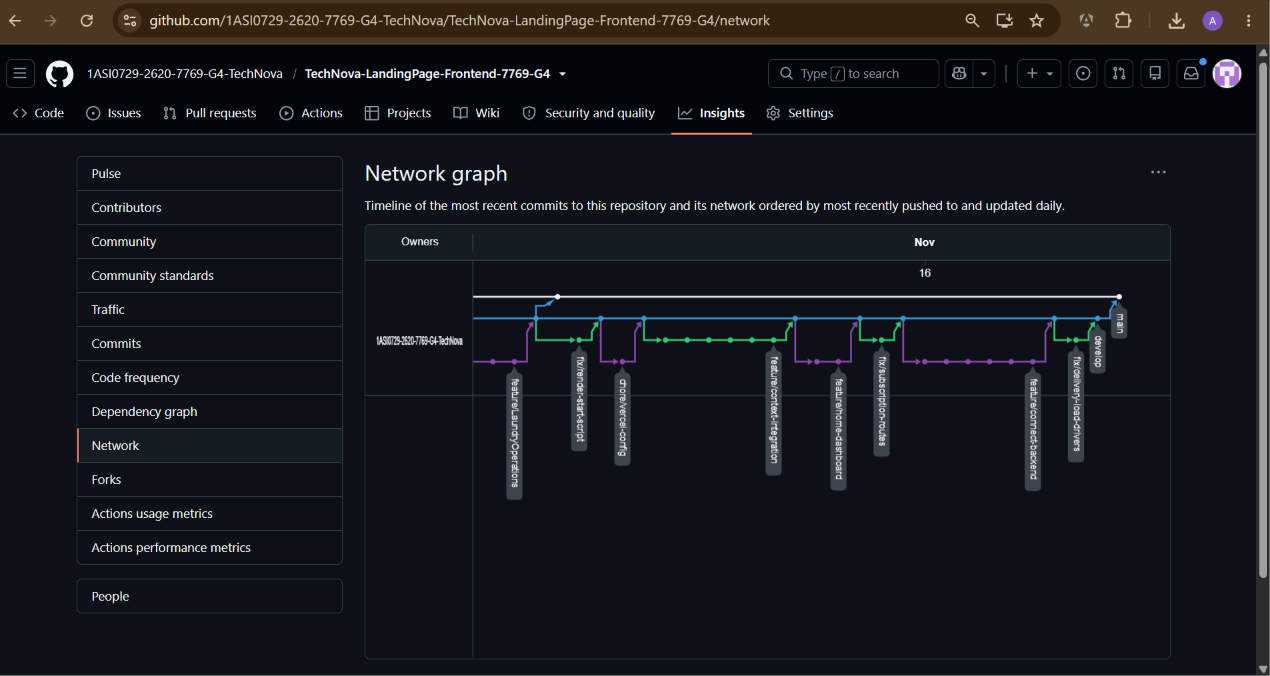 github.com/1ASI0729-2620-7769-G4-TechNova/TechNova-LandingPage-Frontend-7769-G4/network
A
1ASI0729-2620-7769-G4-TechNova / TechNova-LandingPage-Frontend-7769-G4
Type / to search
Code
Issues
Pull requests
Actions
Projects
Wiki
Security and quality
Insights
Settings
Pulse
Contributors
Community
Community standards
Traffic
Commits
Code frequency
Dependency graph
Network
Forks
Actions usage metrics
Actions performance metrics
People
Network graph
Timeline of the most recent commits to this repository and its network ordered by most recently pushed to and updated daily.
Owners
Nov
16
1ASI0729-2620-7769-G4-TechNova
feature/LaundryOperations
fix/render-start-script
chore/vercel-config
feature/context-integration
feature/home-dashboard
fix/subscription-routes
feature/connect-backend
fix/delivery-load-drivers
develop
main